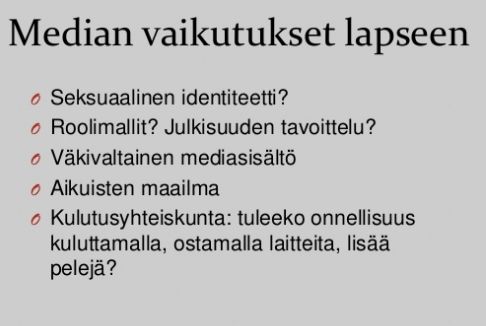 Median vaikutukset lapseen
Seksuaalinen identiteetti?
Roolimallit? Julkisuuden tavoittelu?
Väkivaltainen mediasisältö
Aikuisten maailma
Kulutusyhteiskunta: tuleeko onnellisuus
kuluttamalla, ostamalla laitteita, lisää
pelejä?